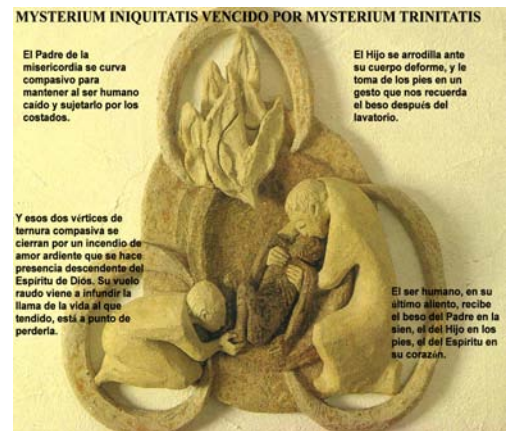 MYSTERIUM INIQUITATIS VENCIDO POR MYSTERIUM TRINITATIS
El Padre de la
misericordia se curva
compasivo para
mantener al ser humano
caído y sujetarlo por los
costados.
El Hijo se arrodilla ante
su cuerpo deforme, y le
toma de los pies en un
gesto que nos recuerda
el beso después del
lavatorio.
Y esos dos vértices de
ternura compasiva se
cierran por un incendio de
amor ardiente que se hace
presencia descendente del
Espíritu de Diós. Su vuelo
raudo viene a infundir la
llama de la vida al que
tendido, está a punto de
perderla.
El ser humano, en su
último aliento, recibe
el beso del Padre en la
sien, el del Hijo en los
pies, el del Espiritu en
su corazón.